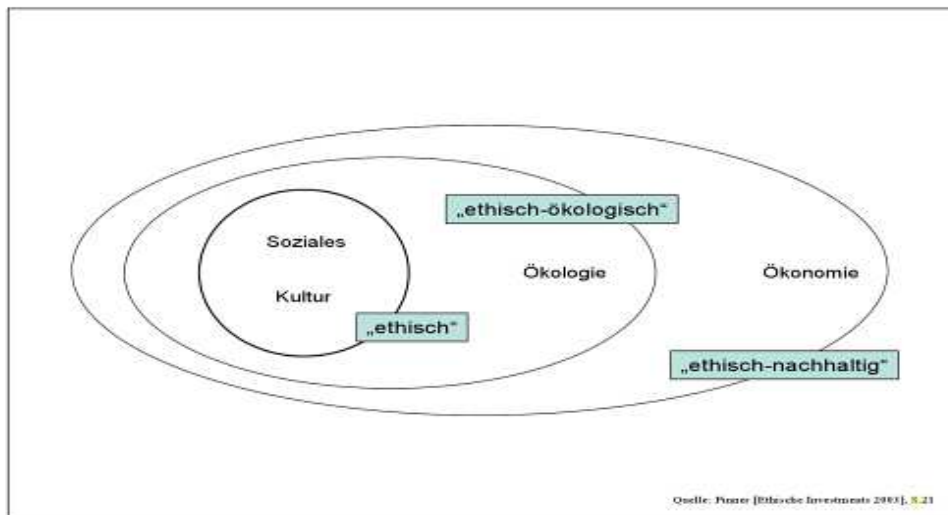 „ethisch-ökologisch“
Soziales
Ökologie
Ökonomie
Kultur
„ethisch“
„ethisch-nachhaltig“
Quelle: Pinner [Ethische Investments 2003], S.21